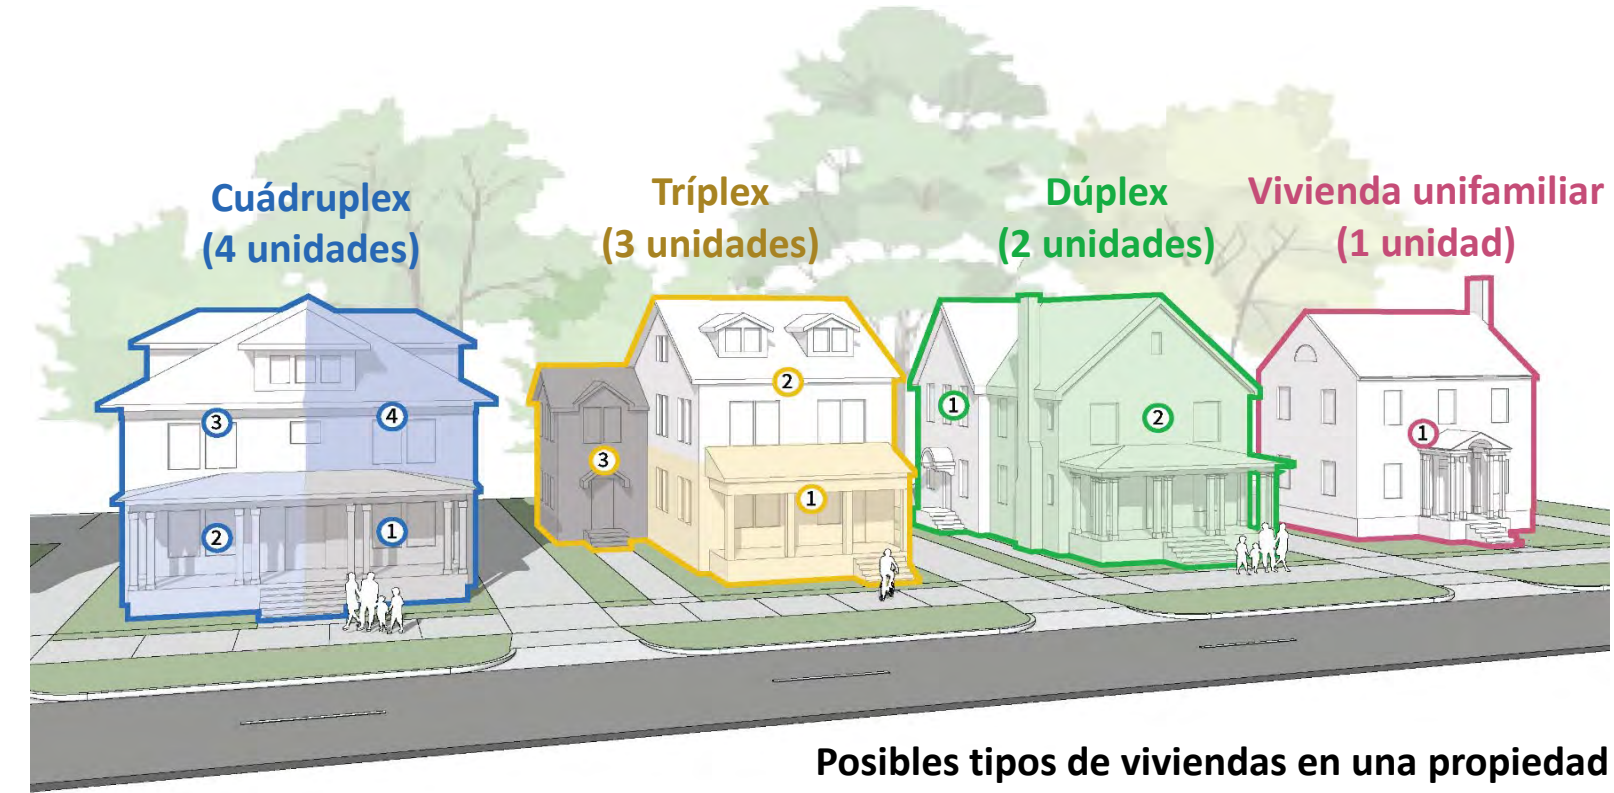 Cuádruplex
(4 unidades)
Tríplex
(3 unidades)
Dúplex
(2 unidades)
Vivienda unifamiliar
(1 unidad)
3
4
2
1
2
3
1
1
2
1
Posibles tipos de viviendas en una propiedad